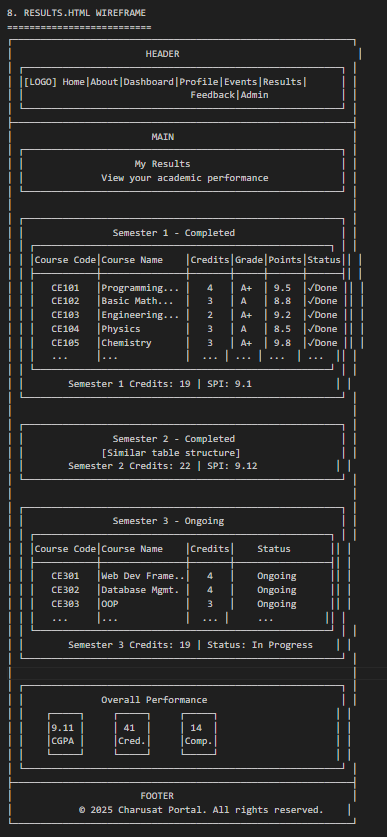 8. RESULTS.HTML WIREFRAME
=========================
HEADER
[LOGO] Home|About|Dashboard|Profile|Events|Results|
Feedback|Admin
MAIN
My Results
View your academic performance
Semester 1 - Completed
|Course Code|Course Name |Credits|Grade|Points|Status|
| CE101 |Programming... | 4 | A+ | 9.5 |✓Done |
| CE102 |Basic Math... | 3 | A | 8.8 |✓Done |
| CE103 |Engineering... | 2 | A+ | 9.2 |✓Done |
| CE104 |Physics | 3 | A | 8.5 |✓Done |
| CE105 |Chemistry | 3 | A+ | 9.8 |✓Done |
| ... |... | ... | ... | ... | ... |
Semester 1 Credits: 19 | SPI: 9.1
Semester 2 - Completed
[Similar table structure]
Semester 2 Credits: 22 | SPI: 9.12
Semester 3 - Ongoing
|Course Code|Course Name |Credits| Status |
| CE301 |Web Dev Frame..| 4 | Ongoing |
| CE302 |Database Mgmt. | 4 | Ongoing |
| CE303 |OOP | 3 | Ongoing |
| ... |... | ... | ... |
Semester 3 Credits: 19 | Status: In Progress
Overall Performance
|9.11 | | 41 | | 14 |
|CGPA | |Cred.| |Comp.|
FOOTER
© 2025 Charusat Portal. All rights reserved.